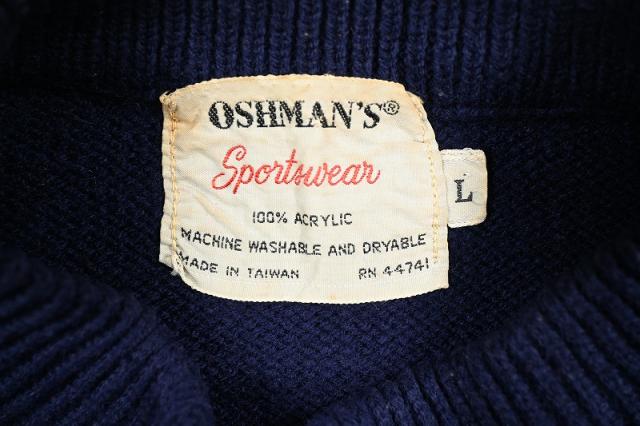 OSHMAN'S®
Sportswear
100% ACRYLIC
MACHINE WASHABLE AND DRYABLE
MADE IN TAIWAN RN 44741
L